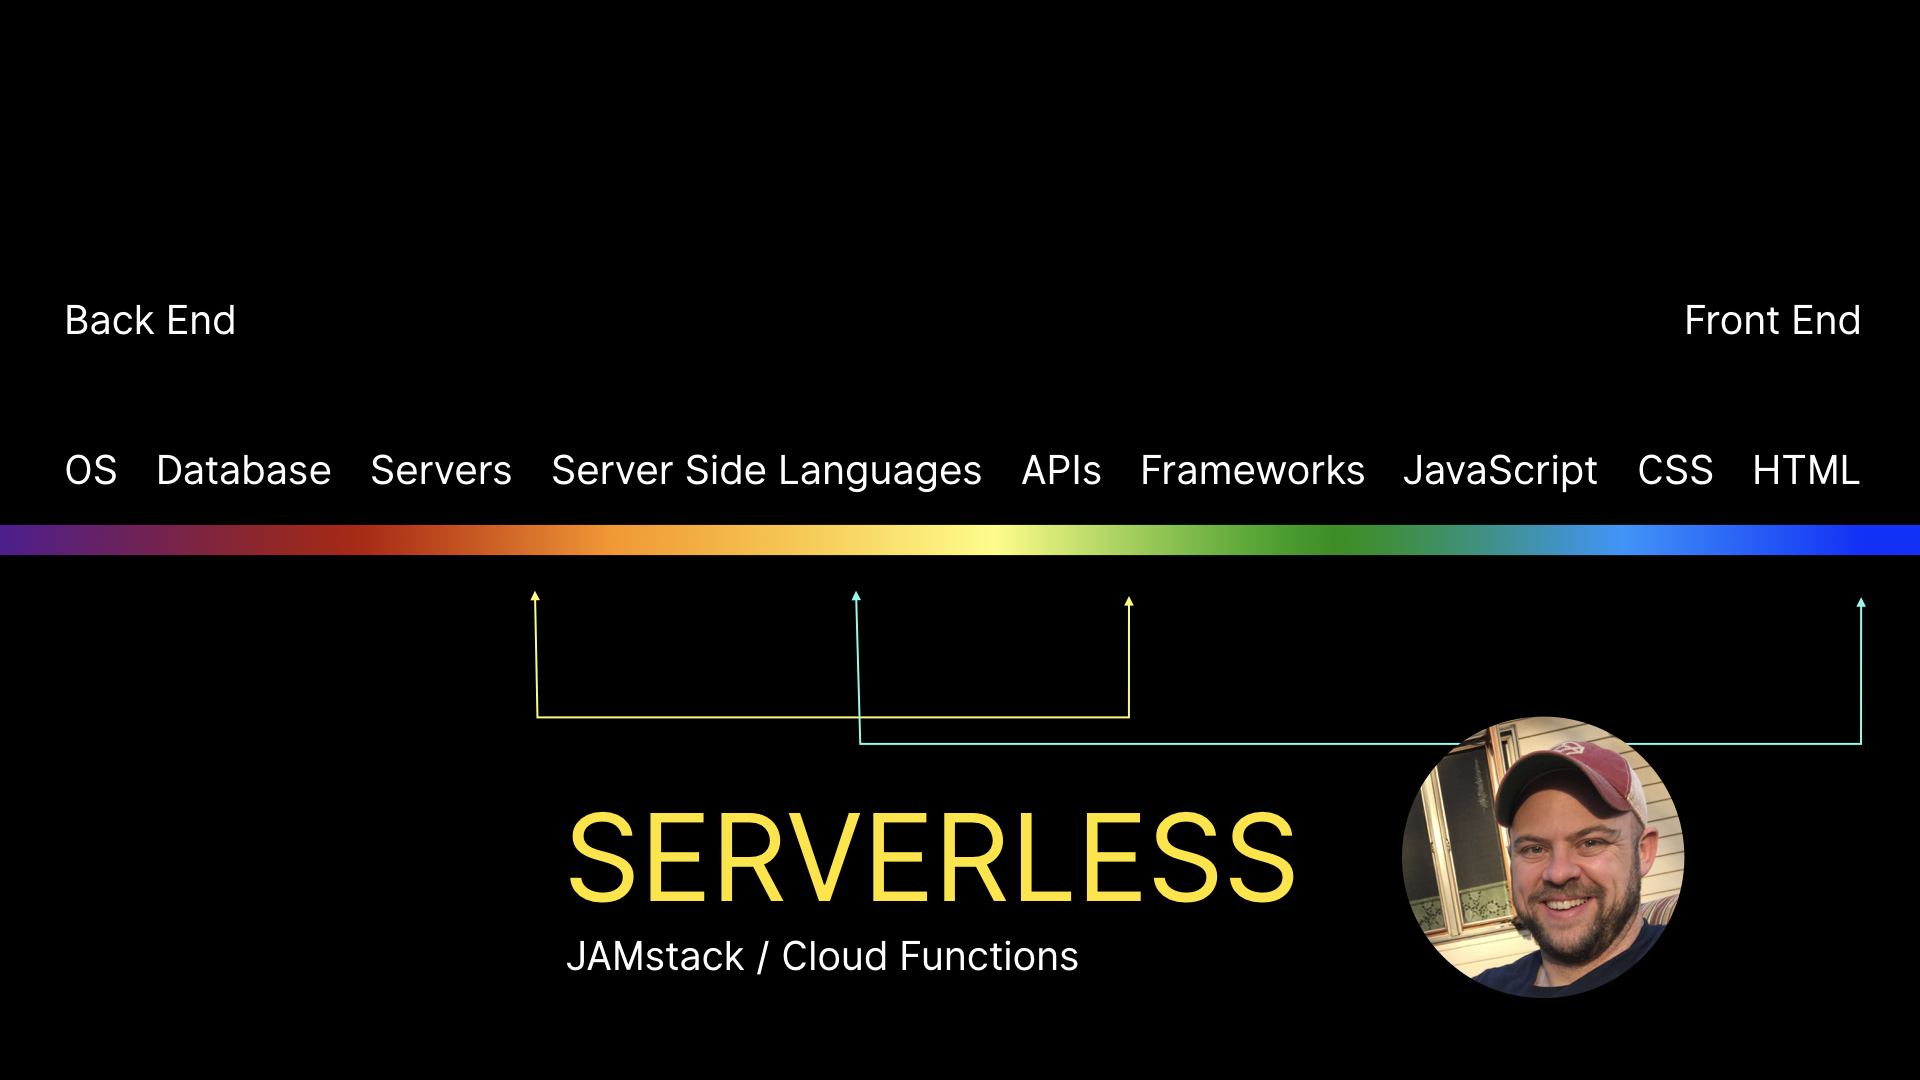 Back End Front End
OS Database Servers Server Side Languages APIs Frameworks JavaScript CSS HTML
SERVERLESS
JAMstack / Cloud Functions